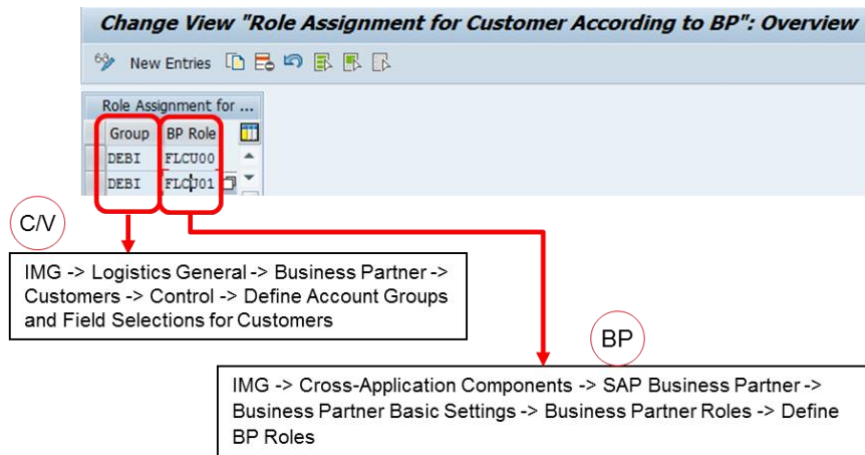 Change View "Role Assignment for Customer According to BP": Overview
New Entries
Role Assignment for ...
Group BP Role
DEBI FLCU00
DEBI FLCU01
C/V
IMG -> Logistics General -> Business Partner ->
Customers -> Control -> Define Account Groups
and Field Selections for Customers
BP
IMG -> Cross-Application Components -> SAP Business Partner ->
Business Partner Basic Settings -> Business Partner Roles -> Define
BP Roles